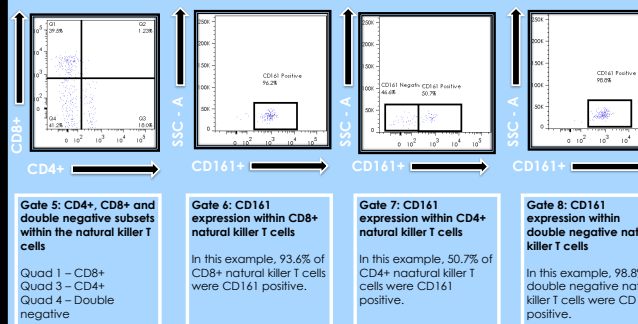 Q1
39.5%
Q2
1.23%
Q4
41.2%
Q3
18.0%
CD8+
CD4+
250K
200K
150K
100K
50K
0
CD161 Positive
96.2%
SSC - A
CD161+
250K
200K
150K
100K
50K
0
CD161 Negativ
46.6%
CD161 Positive
50.7%
SSC - A
CD161+
250K
200K
150K
100K
50K
0
CD161 Positive
98.8%
SSC - A
CD161+
Gate 5: CD4+, CD8+ and
double negative subsets
within the natural killer T
cells
Quad 1 – CD8+
Quad 3 – CD4+
Quad 4 – Double
negative
Gate 6: CD161
expression within CD8+
natural killer T cells
In this example, 93.6% of
CD8+ natural killer T cells
were CD161 positive.
Gate 7: CD161
expression within CD4+
natural killer T cells
In this example, 50.7% of
CD4+ naatural killer T
cells were CD161
positive.
Gate 8: CD161
expression within
double negative nat
killer T cells
In this example, 98.8
double negative nat
killer T cells were CD
positive.